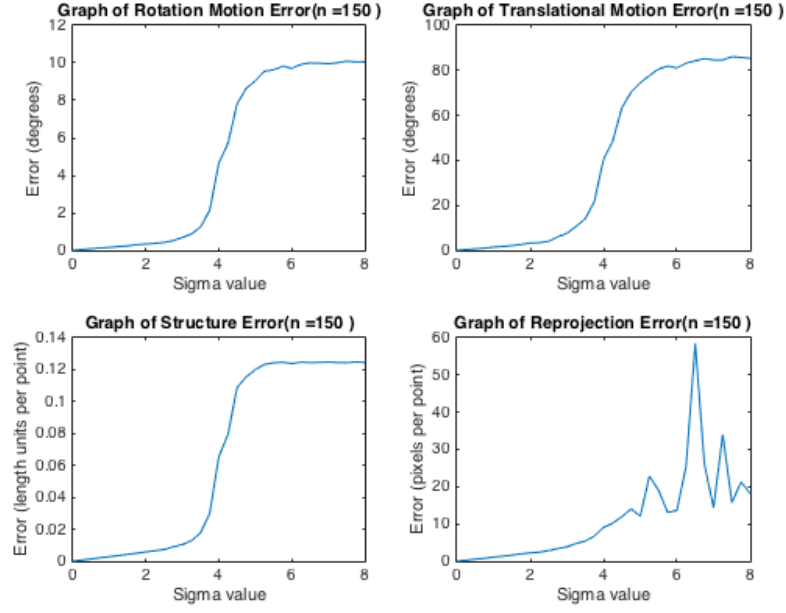 Graph of Rotation Motion Error(n =150 )
12
10
8
6
4
2
0
Error (degrees)
0 2 4 6 8
Sigma value
Graph of Translational Motion Error(n =150 )
100
80
60
40
20
0
Error (degrees)
0 2 4 6 8
Sigma value
Graph of Structure Error(n =150 )
0.14
0.12
0.1
0.08
0.06
0.04
0.02
0
Error (length units per point)
0 2 4 6 8
Sigma value
Graph of Reprojection Error(n =150 )
60
50
40
30
20
10
0
Error (pixels per point)
0 2 4 6 8
Sigma value